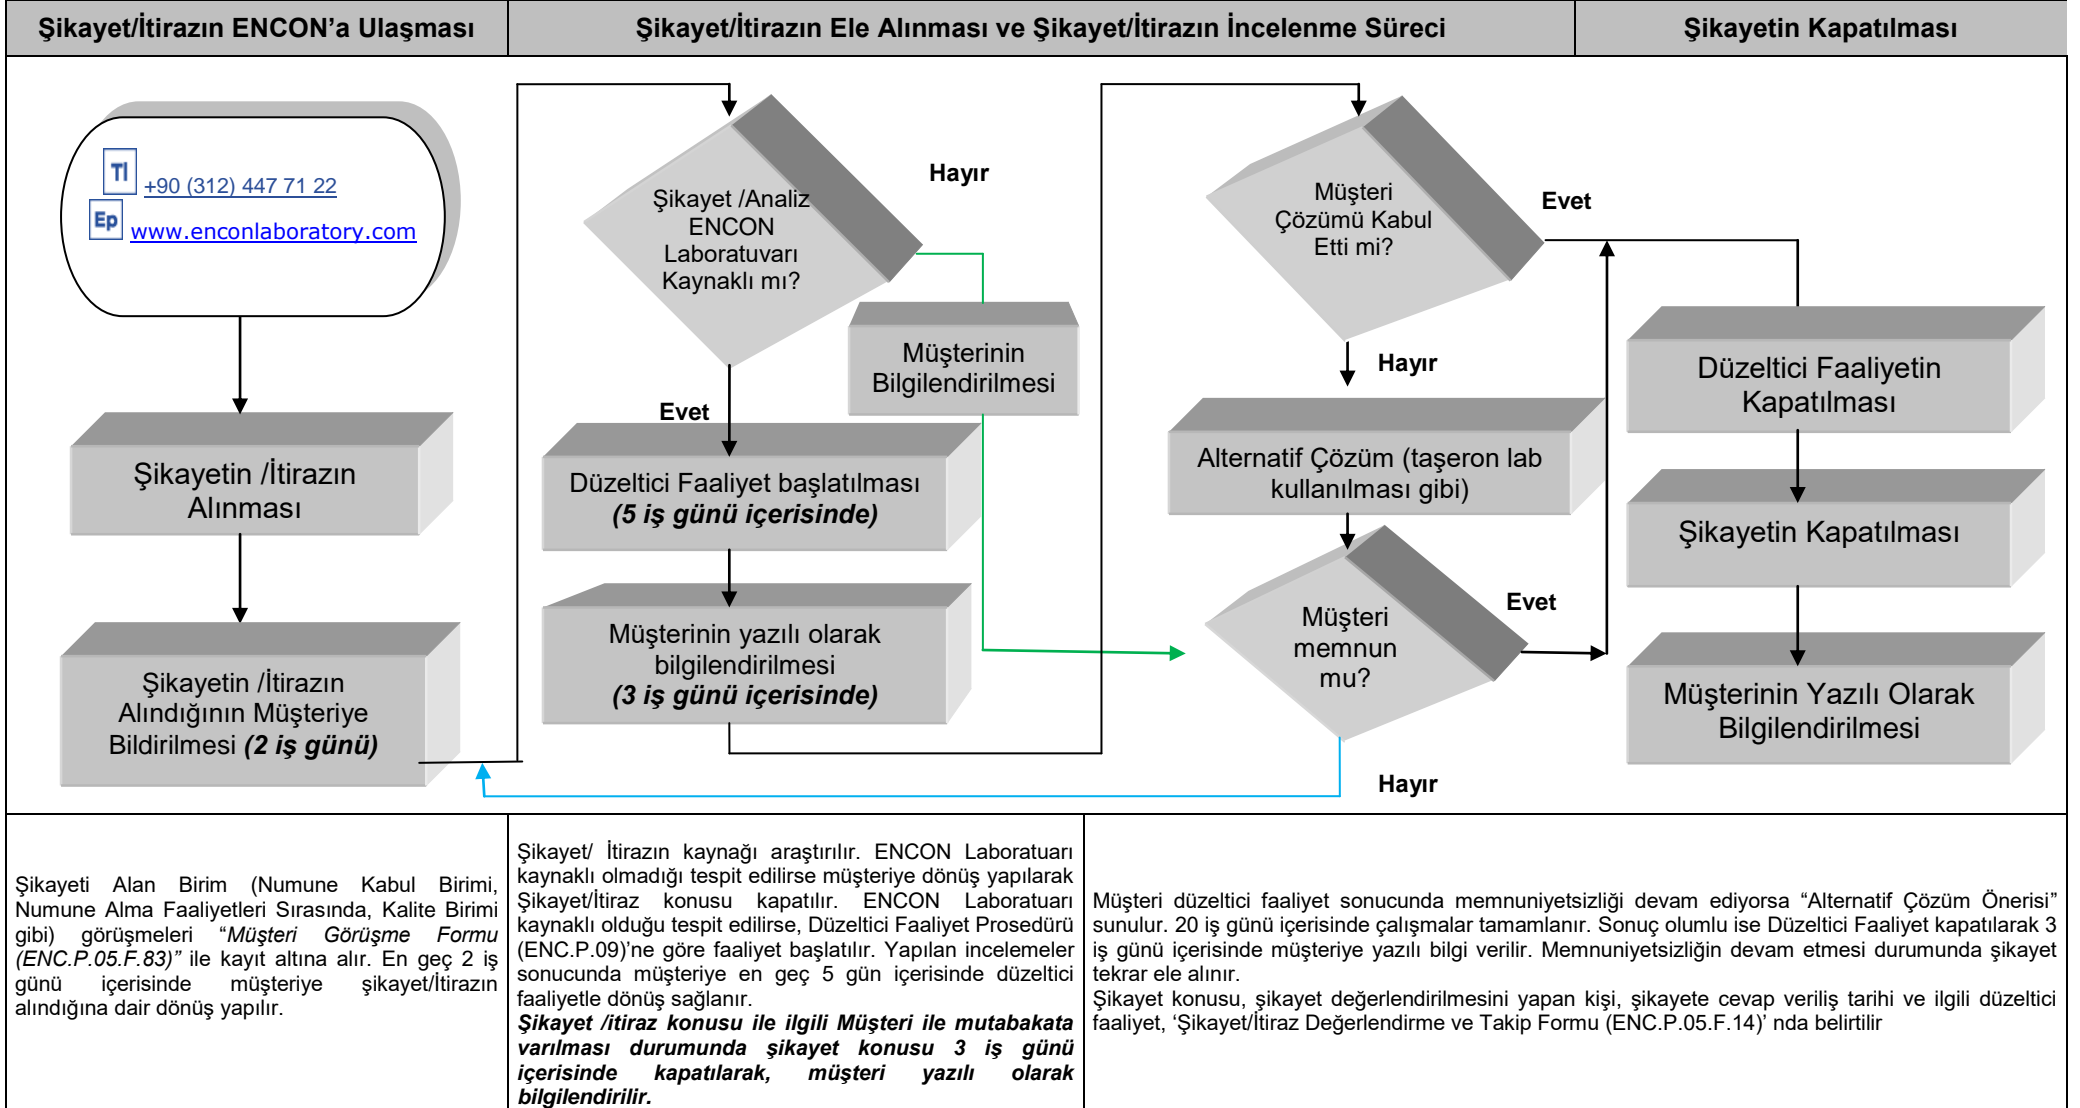 Şikayet/İtirazın ENCON’a Ulaşması
Şikayet/İtirazın Ele Alınması ve Şikayet/İtirazın İncelenme Süreci
Şikayetin Kapatılması
Tl
+90 (312) 447 71 22
Ep
www.enconlaboratory.com
Şikayetin /İtirazın
Alınması
Şikayetin /İtirazın
Alındığının Müşteriye
Bildirilmesi (2 iş günü)
Şikayet /Analiz
ENCON
Laboratuvarı
Kaynaklı mı?
Hayır
Müşterinin
Bilgilendirilmesi
Evet
Düzeltici Faaliyet başlatılması
(5 iş günü içerisinde)
Müşterinin yazılı olarak
bilgilendirilmesi
(3 iş günü içerisinde)
Müşteri
Çözümü Kabul
Etti mi?
Evet
Hayır
Alternatif Çözüm (taşeron lab
kullanılması gibi)
Müşteri
memnun
mu?
Evet
Hayır
Düzeltici Faaliyetin
Kapatılması
Şikayetin Kapatılması
Müşterinin Yazılı Olarak
Bilgilendirilmesi
Şikayeti Alan Birim (Numune Kabul Birimi,
Numune Alma Faaliyetleri Sırasında, Kalite Birimi
gibi) görüşmeleri “Müşteri Görüşme Formu
(ENC.P.05.F.83)” ile kayıt altına alır. En geç 2 iş
günü içerisinde müşteriye şikayet/İtirazın
alındığına dair dönüş yapılır.
Şikayet/ İtirazın kaynağı araştırılır. ENCON Laboratuarı
kaynaklı olmadığı tespit edilirse müşteriye dönüş yapılarak
Şikayet/İtiraz konusu kapatılır. ENCON Laboratuarı
kaynaklı olduğu tespit edilirse, Düzeltici Faaliyet Prosedürü
(ENC.P.09)’ne göre faaliyet başlatılır. Yapılan incelemeler
sonucunda müşteriye en geç 5 gün içerisinde düzeltici
faaliyetle dönüş sağlanır.
Şikayet /itiraz konusu ile ilgili Müşteri ile mutabakata
varılması durumunda şikayet konusu 3 iş günü
içerisinde kapatılarak, müşteri yazılı olarak
bilgilendirilir.
Müşteri düzeltici faaliyet sonucunda memnuniyetsizliği devam ediyorsa “Alternatif Çözüm Önerisi”
sunulur. 20 iş günü içerisinde çalışmalar tamamlanır. Sonuç olumlu ise Düzeltici Faaliyet kapatılarak 3
iş günü içerisinde müşteriye yazılı bilgi verilir. Memnuniyetsizliğin devam etmesi durumunda şikayet
tekrar ele alınır.
Şikayet konusu, şikayet değerlendirilmesini yapan kişi, şikayete cevap veriliş tarihi ve ilgili düzeltici
faaliyet, ‘Şikayet/İtiraz Değerlendirme ve Takip Formu (ENC.P.05.F.14)’ nda belirtilir